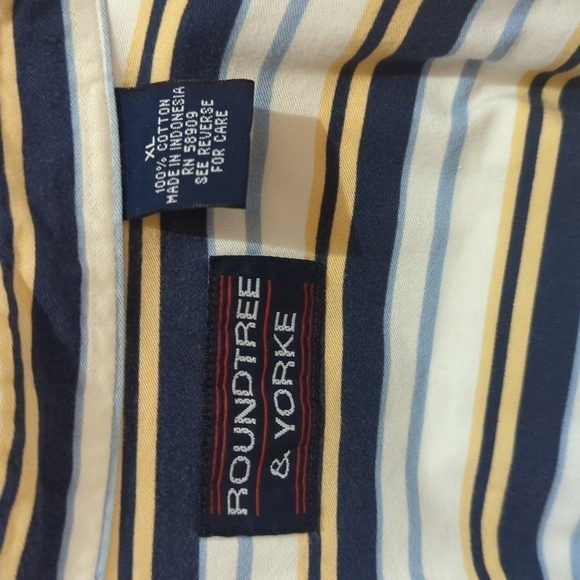 XL
100% COTTON
MADE IN INDONESIA
RN 58909
SEE REVERSE
FOR CARE
ROUNDTREE
& YORKE